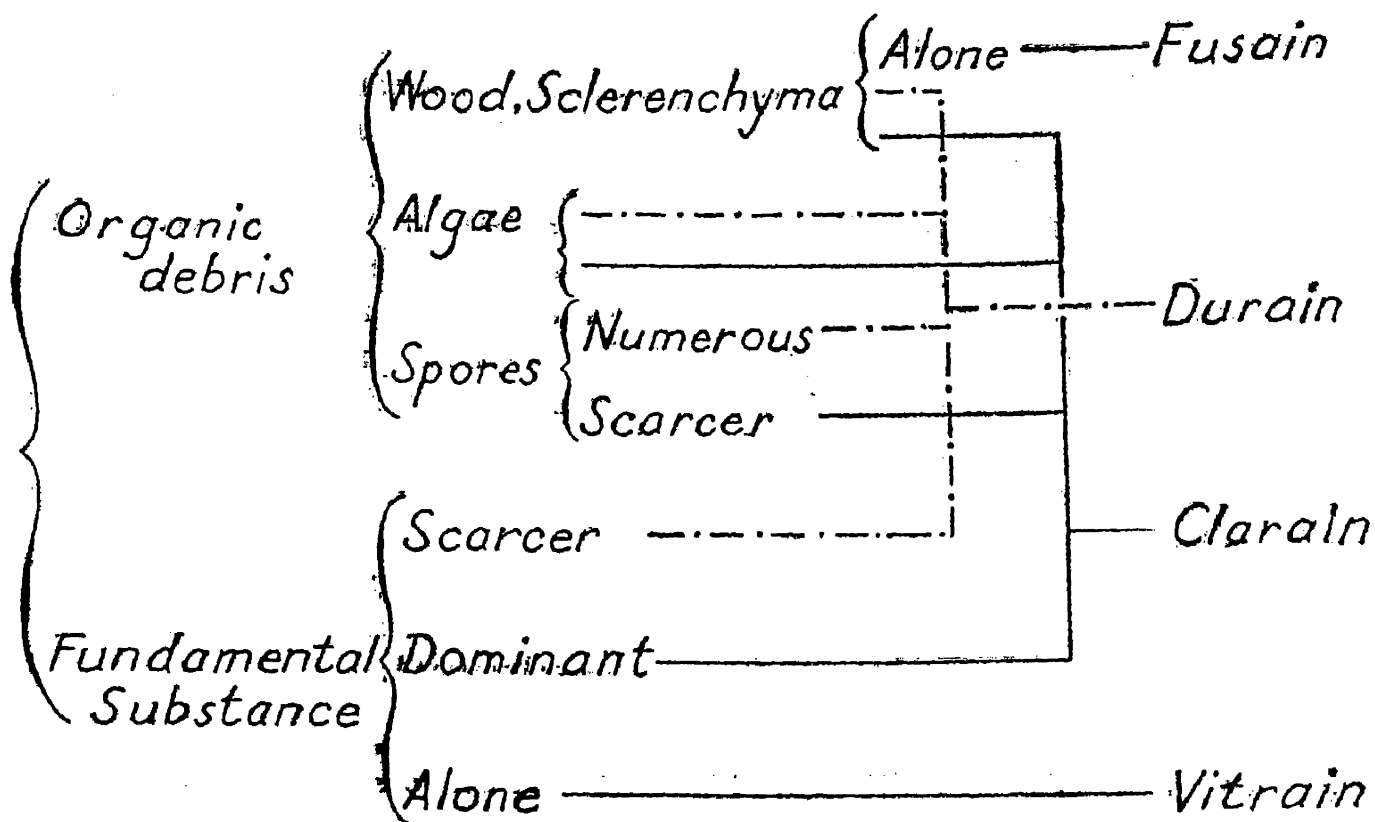 Alone
Fusain
Wood, Sclerenchyma
Organic
debris
Algae
Durain
Numerous
Spores
Scarcer
Scarcer
ClaraIn
Fundamental
Substance
Dominant
Alone
Vitrain